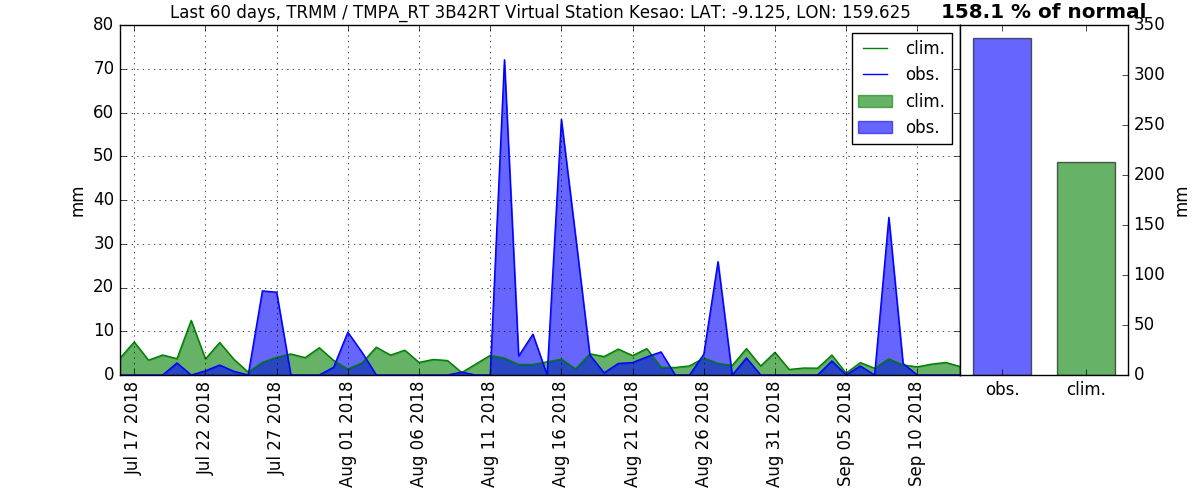 Last 60 days, TRMM / TMPA_RT 3B42RT Virtual Station Kesao: LAT: -9.125, LON: 159.625
158.1 % of normal
80
70
60
50
40
30
20
10
0
mm
clim.
obs.
clim.
obs.
Jul 17 2018
Jul 22 2018
Jul 27 2018
Aug 01 2018
Aug 06 2018
Aug 11 2018
Aug 16 2018
Aug 21 2018
Aug 26 2018
Aug 31 2018
Sep 05 2018
Sep 10 2018
350
300
250
200
150
100
50
0
mm
obs.
clim.